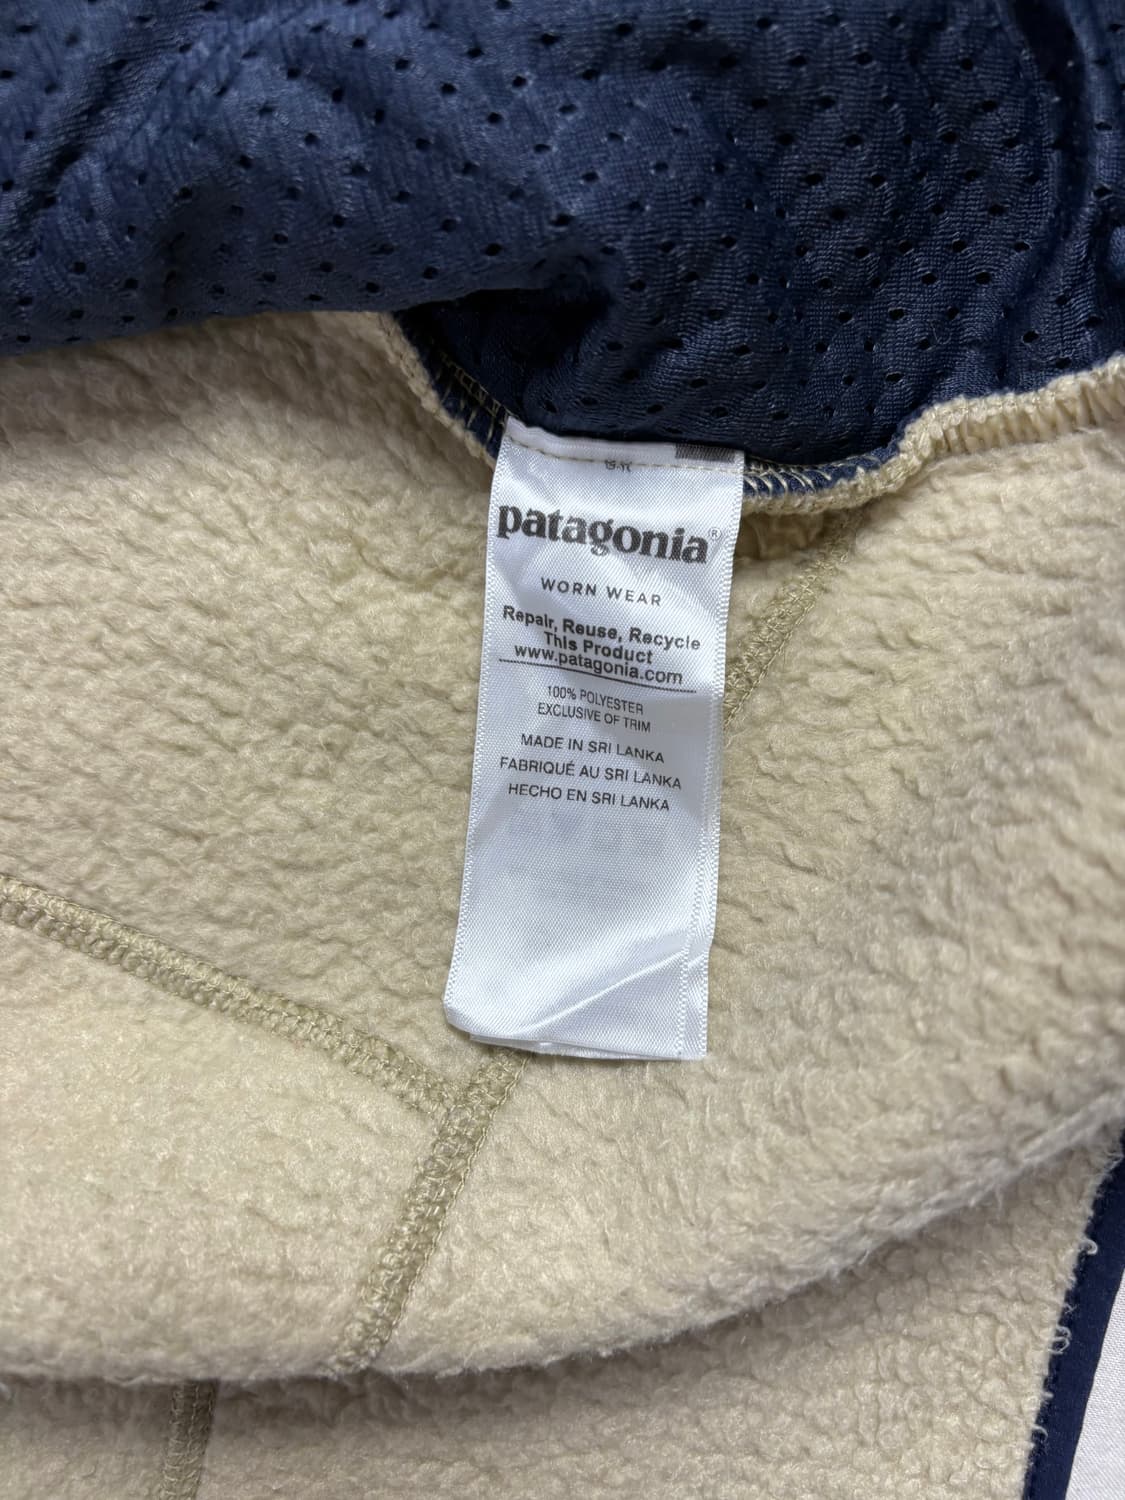 patagonia®
WORN WEAR
Repair, Reuse, Recycle
This Product
www.patagonia.com
100% POLYESTER
EXCLUSIVE OF TRIM
MADE IN SRI LANKA
FABRIQUÉ AU SRI LANKA
HECHO EN SRI LANKA